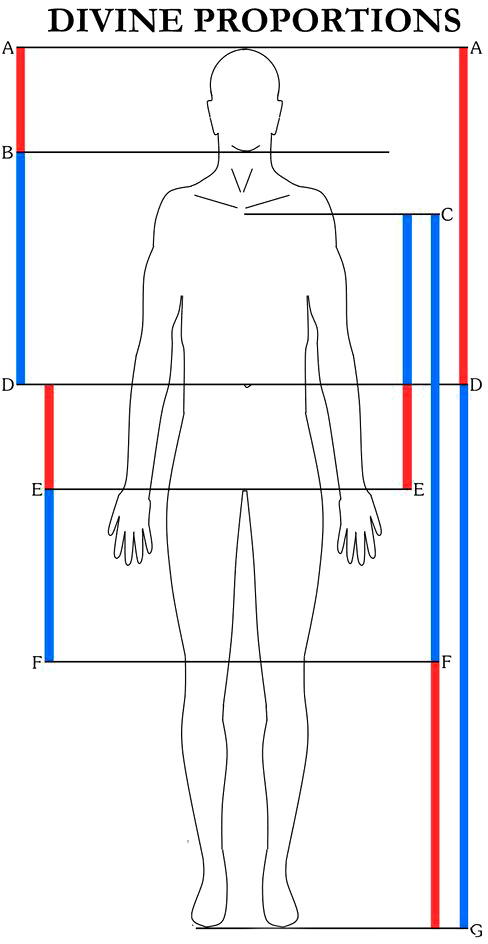 DIVINE PROPORTIONS
A A
B
C
D D
E E
F F
G